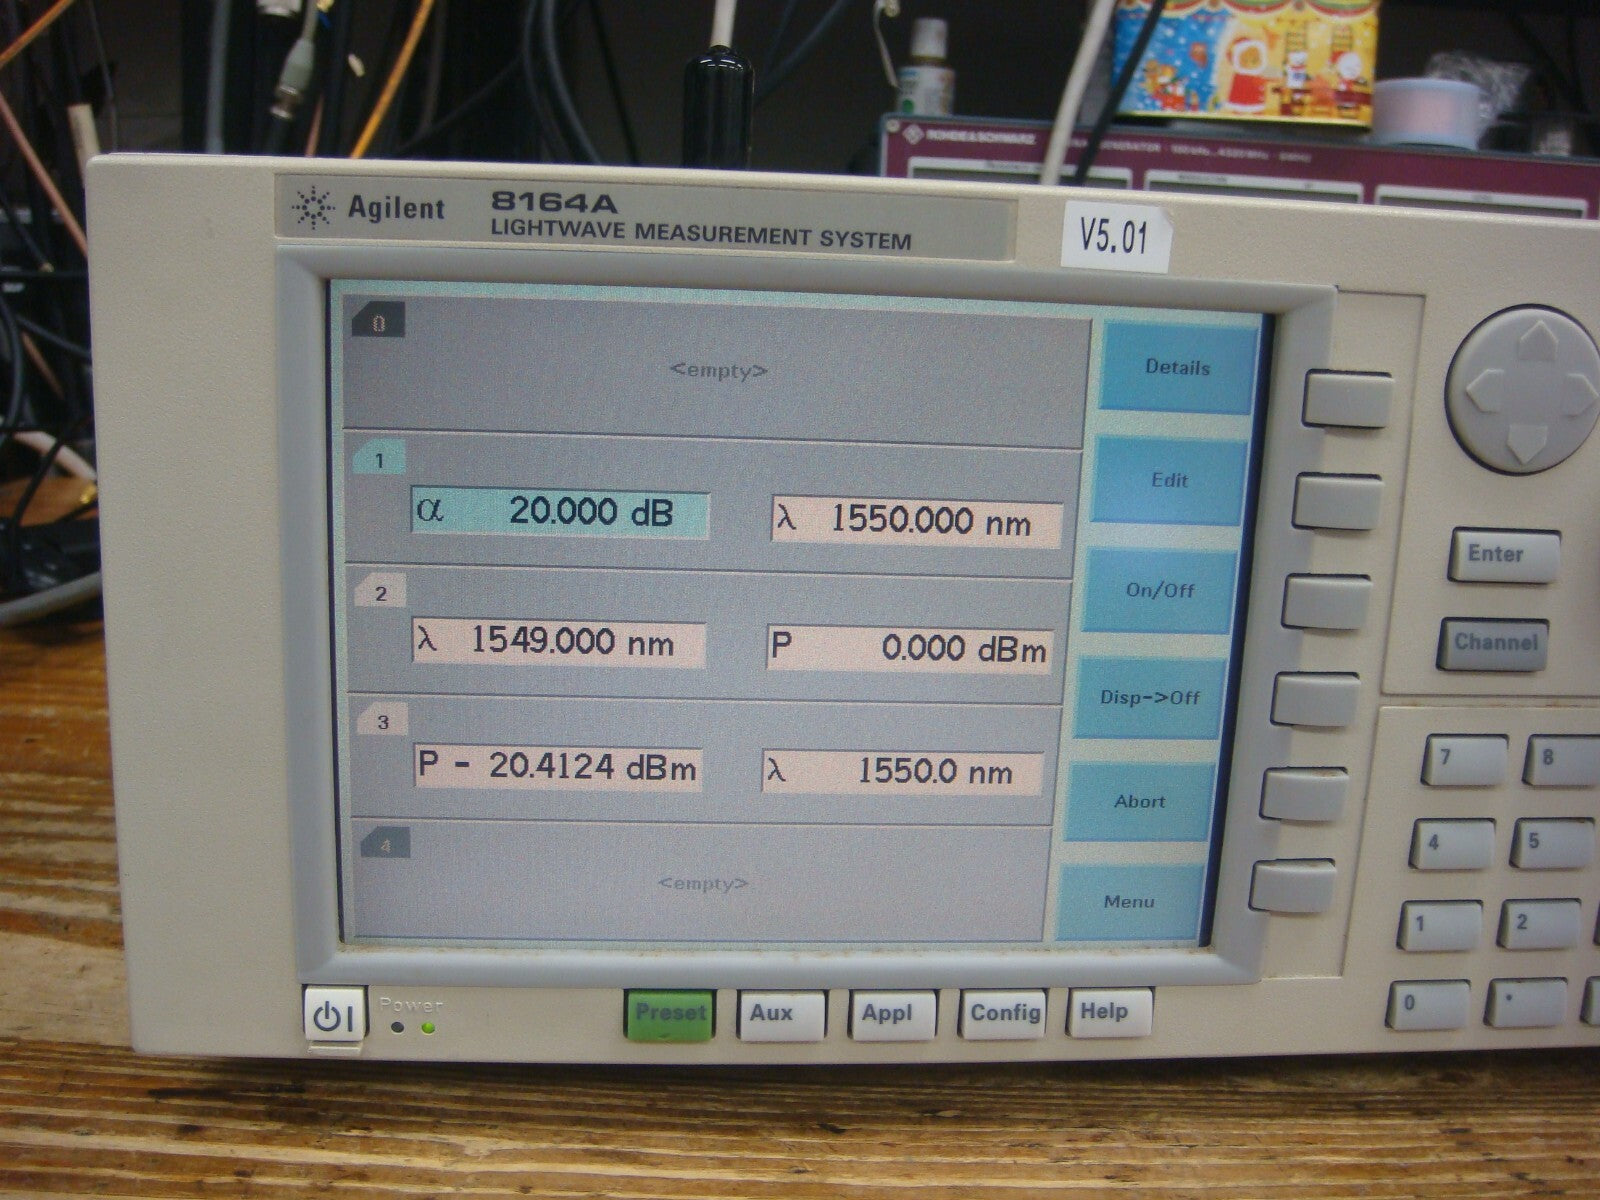 Agilent 8164A
LIGHTWAVE MEASUREMENT SYSTEM
V5.01
ROHDE & SCHWARZ
0
<empty>
Details
1
α 20.000 dB
λ 1550.000 nm
Edit
On/Off
2
λ 1549.000 nm
P 0.000 dBm
Disp->Off
3
P - 20.4124 dBm
λ 1550.0 nm
Abort
4
<empty>
Menu
Enter
Channel
7
8
4
5
1
2
0
.
Power
Preset
Aux
Appl
Config
Help